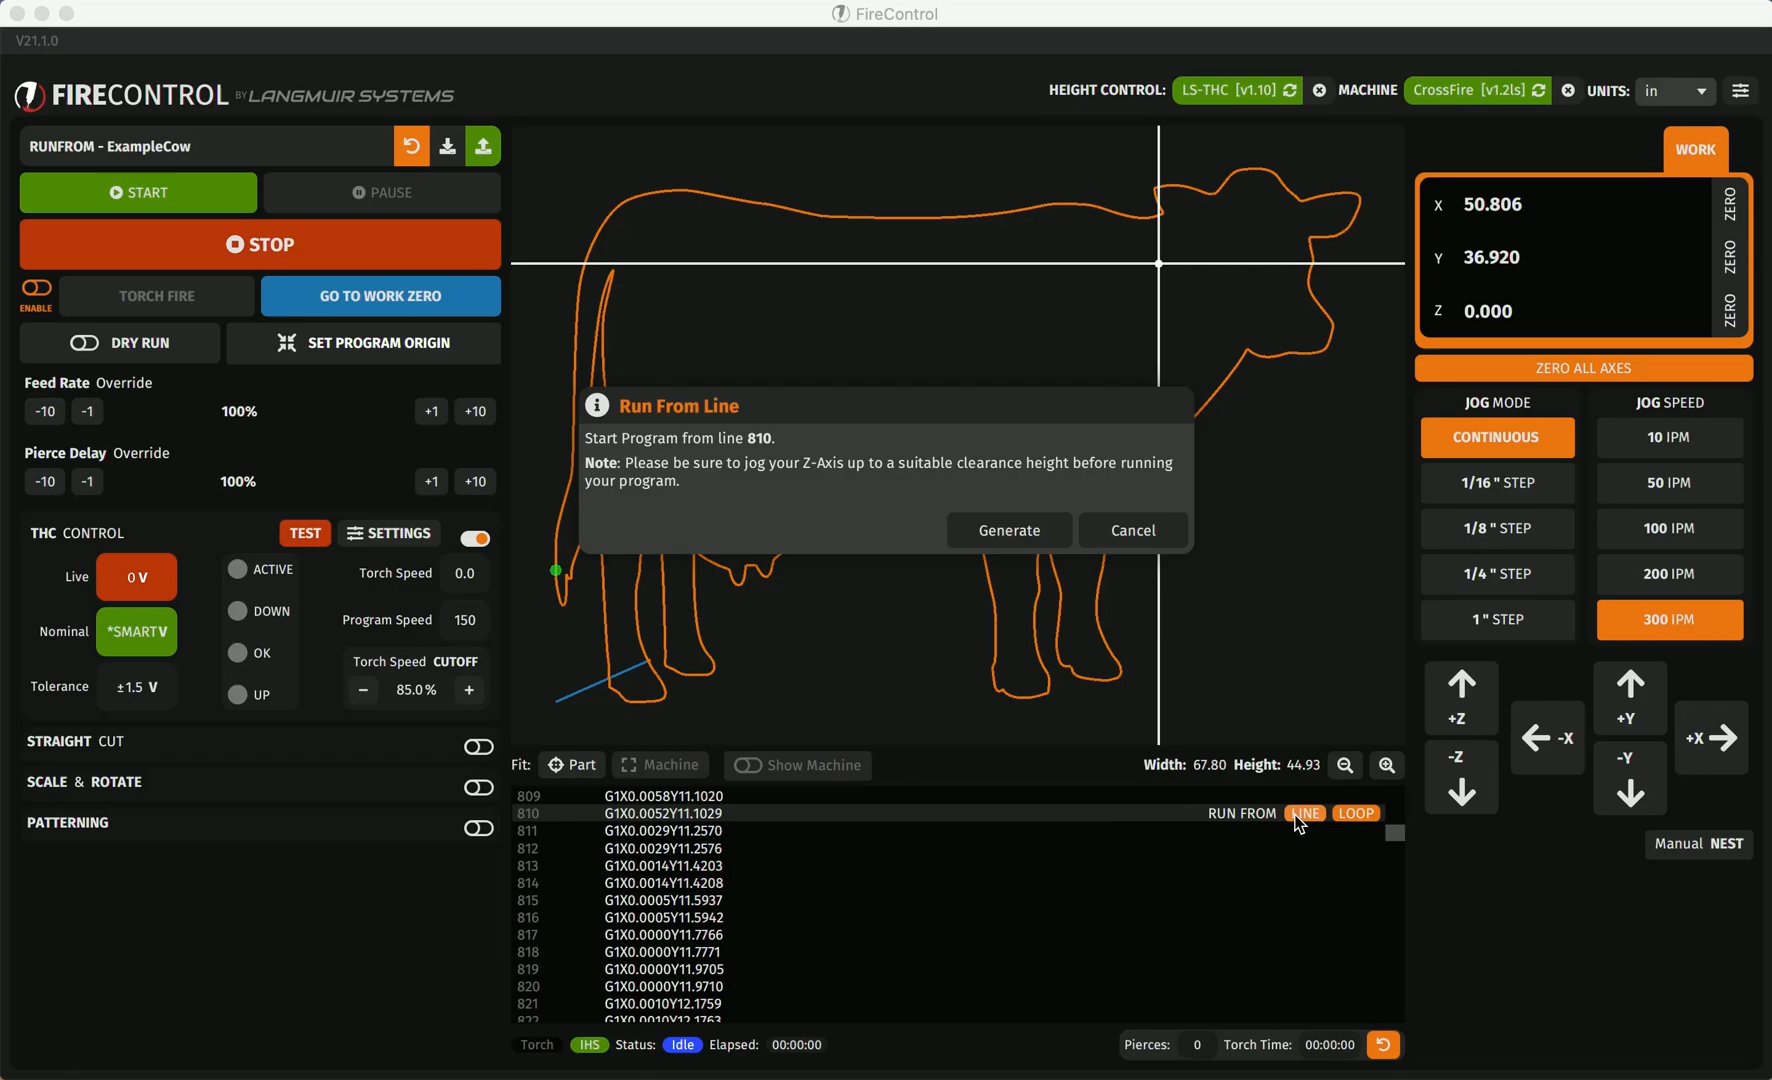 FireControl
V21.1.0
FIRECONTROL BY LANGMUIR SYSTEMS
HEIGHT CONTROL: LS-THC [v1.10] MACHINE CrossFire [v1.2ls] UNITS: in
RUNFROM - ExampleCow
START
PAUSE
STOP
ENABLE
TORCH FIRE
GO TO WORK ZERO
DRY RUN
SET PROGRAM ORIGIN
Feed Rate Override
-10 -1 100% +1 +10
Pierce Delay Override
-10 -1 100% +1 +10
THC CONTROL TEST SETTINGS
Live 0 V
Nominal *SMART V
Tolerance ±1.5 V
ACTIVE
DOWN
OK
UP
Torch Speed 0.0
Program Speed 150
Torch Speed CUTOFF
− 85.0% +
STRAIGHT CUT
SCALE & ROTATE
PATTERNING
Run From Line
Start Program from line 810.
Note: Please be sure to jog your Z-Axis up to a suitable clearance height before running
your program.
Generate Cancel
Fit: Part Machine Show Machine Width: 67.80 Height: 44.93
809 G1X0.0058Y11.1020
810 G1X0.0052Y11.1029 RUN FROM LINE LOOP
811 G1X0.0029Y11.2570
812 G1X0.0029Y11.2576
813 G1X0.0014Y11.4203
814 G1X0.0014Y11.4208
815 G1X0.0005Y11.5937
816 G1X0.0005Y11.5942
817 G1X0.0000Y11.7766
818 G1X0.0000Y11.7771
819 G1X0.0000Y11.9705
820 G1X0.0000Y11.9710
821 G1X0.0010Y12.1759
822 G1X0.0010Y12.1763
Torch IHS Status: Idle Elapsed: 00:00:00 Pierces: 0 Torch Time: 00:00:00
WORK
X 50.806 ZERO
Y 36.920 ZERO
Z 0.000 ZERO
ZERO ALL AXES
JOG MODE
CONTINUOUS
1/16 " STEP
1/8 " STEP
1/4 " STEP
1 " STEP
JOG SPEED
10 IPM
50 IPM
100 IPM
200 IPM
300 IPM
+Z
-Z
-X
+Y
-Y
+X
Manual NEST